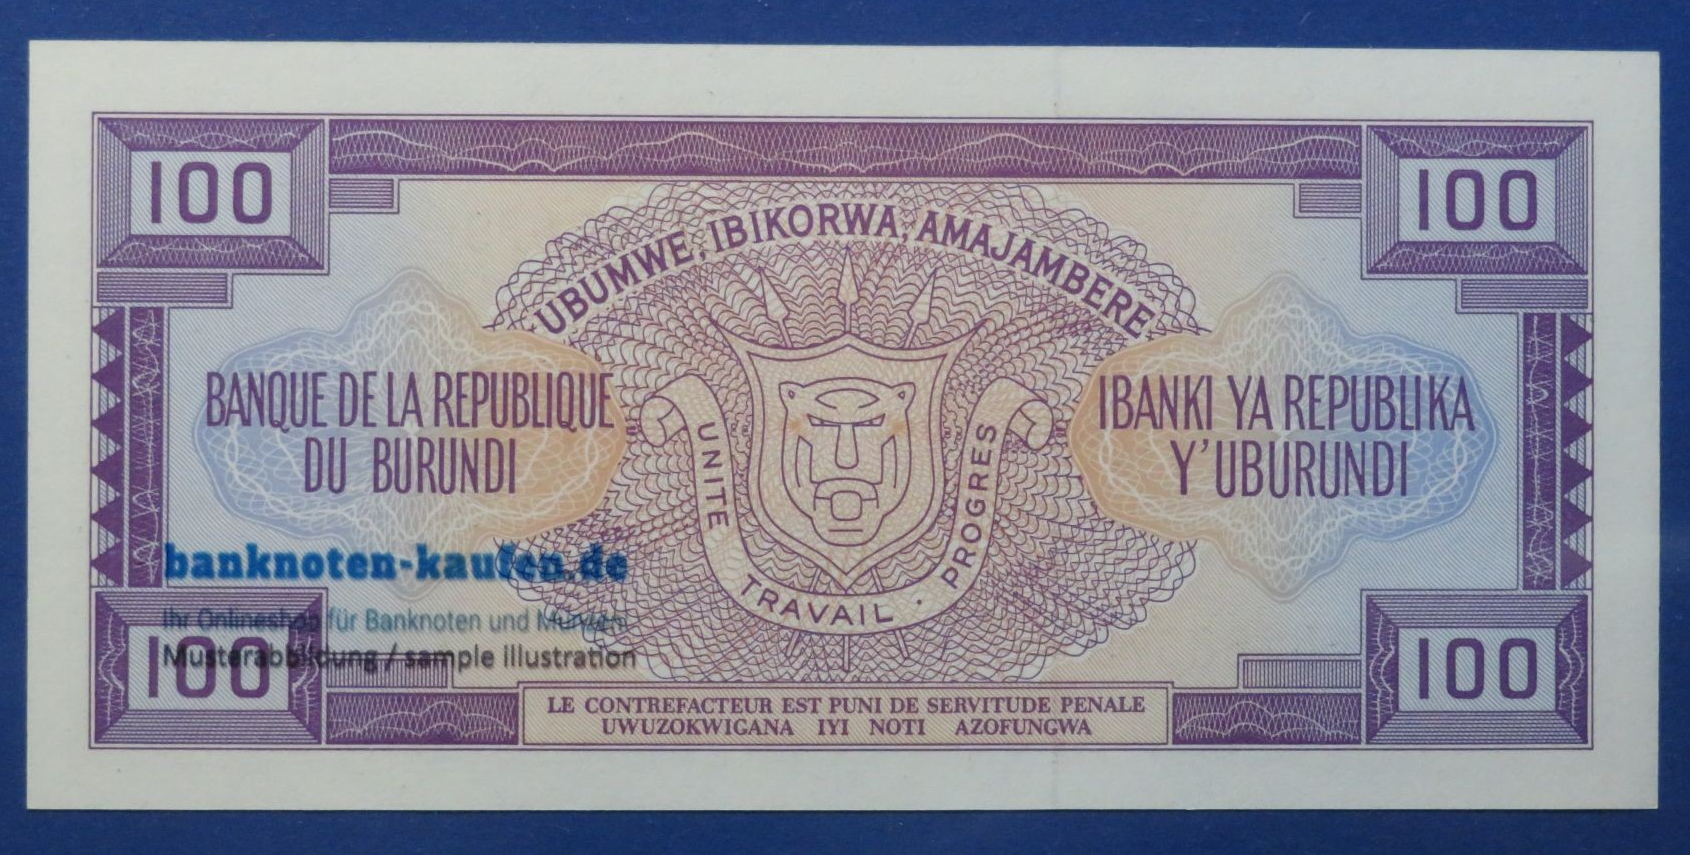 100
100
UBUMWE, IBIKORWA, AMAJAMBERE
BANQUE DE LA REPUBLIQUE
DU BURUNDI
IBANKI YA REPUBLIKA
Y'UBURUNDI
UNITE TRAVAIL . PROGRES
banknoten-kaufen.de
Ihr Onlineshop für Banknoten und Münzen
Musterabbildung / sample illustration
100
100
LE CONTREFACTEUR EST PUNI DE SERVITUDE PENALE
UWUZOKWIGANA IYI NOTI AZOFUNGWA